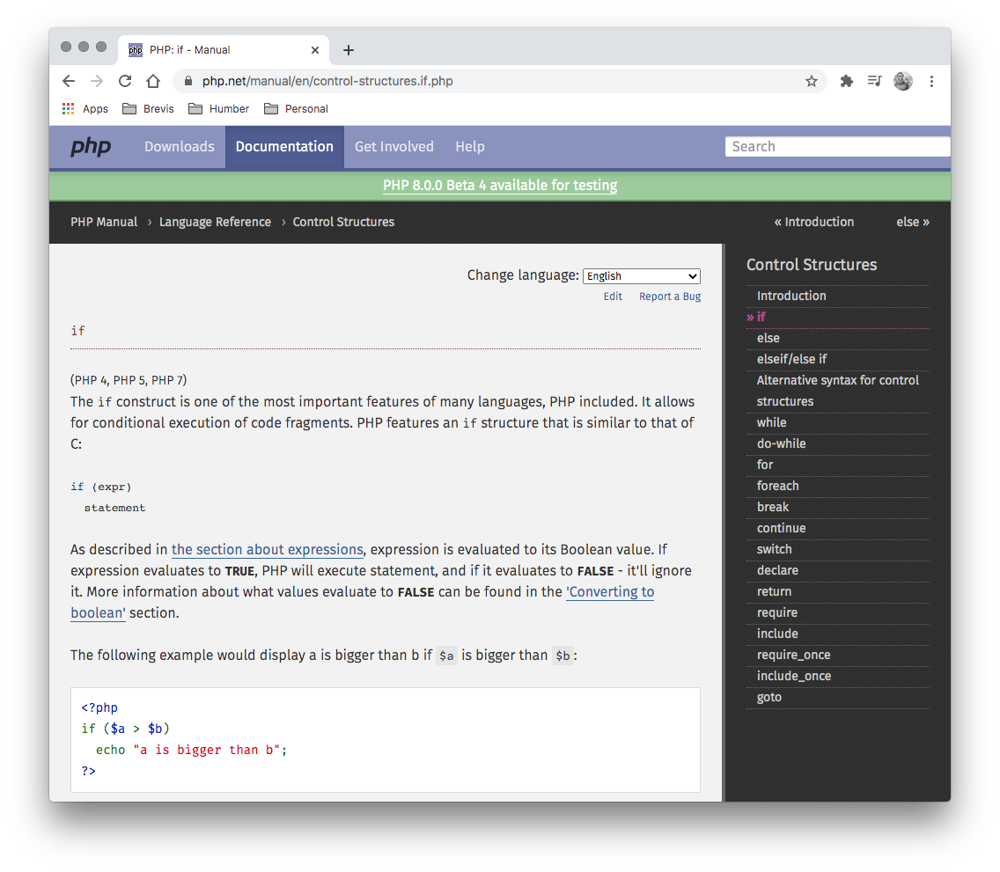 PHP: if - Manual
php.net/manual/en/control-structures.if.php
Apps Brevis Humber Personal
php Downloads Documentation Get Involved Help Search
PHP 8.0.0 Beta 4 available for testing
PHP Manual › Language Reference › Control Structures « Introduction else »
Change language: English
Edit Report a Bug
if
(PHP 4, PHP 5, PHP 7)
The if construct is one of the most important features of many languages, PHP included. It allows
for conditional execution of code fragments. PHP features an if structure that is similar to that of
C:
if (expr)
  statement
As described in the section about expressions, expression is evaluated to its Boolean value. If
expression evaluates to TRUE, PHP will execute statement, and if it evaluates to FALSE - it'll ignore
it. More information about what values evaluate to FALSE can be found in the 'Converting to
boolean' section.
The following example would display a is bigger than b if $a is bigger than $b:
<?php
if ($a > $b)
  echo "a is bigger than b";
?>
Control Structures
Introduction
» if
else
elseif/else if
Alternative syntax for control
structures
while
do-while
for
foreach
break
continue
switch
declare
return
require
include
require_once
include_once
goto